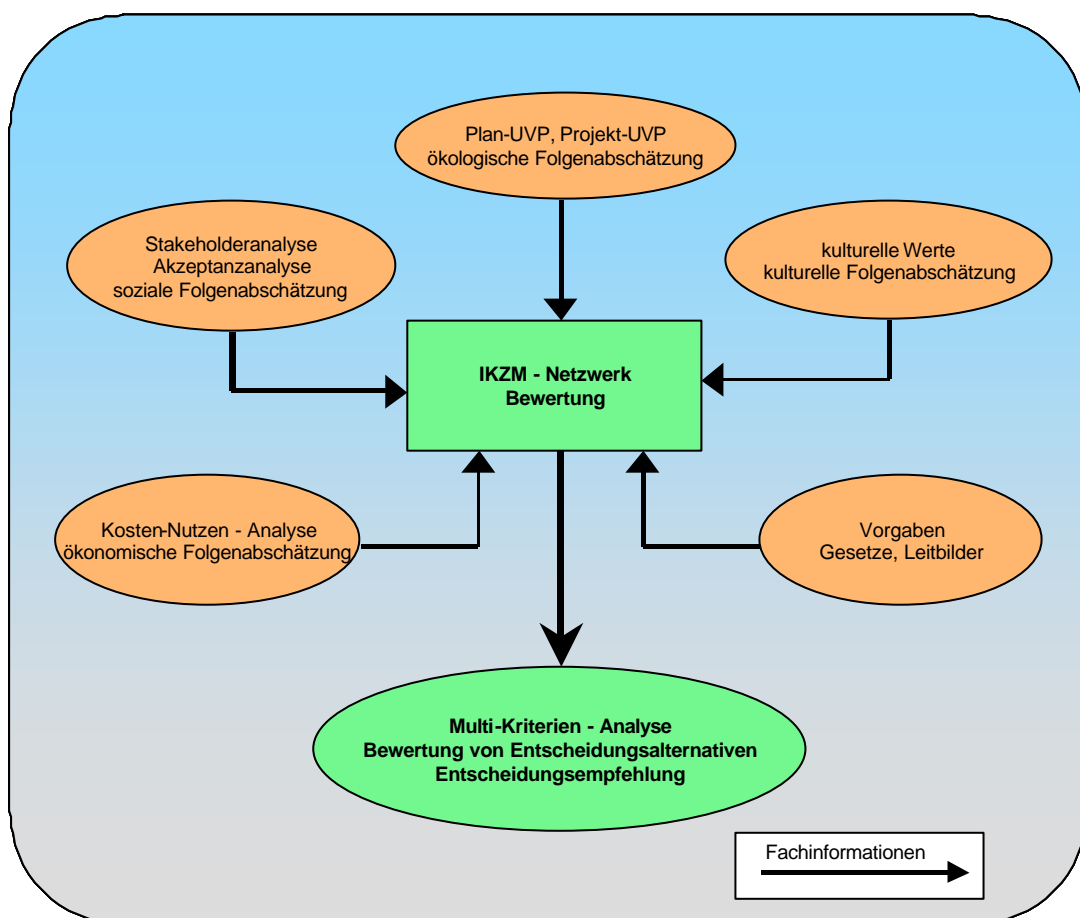 Plan-UVP, Projekt-UVP
ökologische Folgenabschätzung
Stakeholderanalyse
Akzeptanzanalyse
soziale Folgenabschätzung
kulturelle Werte
kulturelle Folgenabschätzung
IKZM - Netzwerk
Bewertung
Kosten-Nutzen - Analyse
ökonomische Folgenabschätzung
Vorgaben
Gesetze, Leitbilder
Multi-Kriterien - Analyse
Bewertung von Entscheidungsalternativen
Entscheidungsempfehlung
Fachinformationen